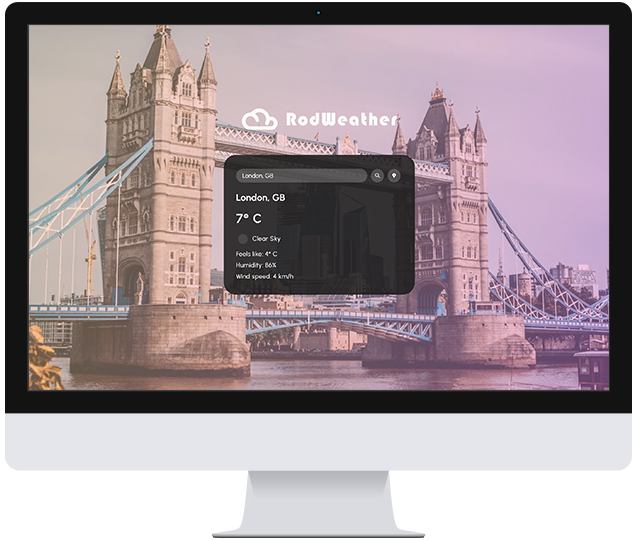 RodWeather
London, GB
London, GB
7° C
Clear Sky
Feels like: 4° C
Humidity: 86%
Wind speed: 4 km/h